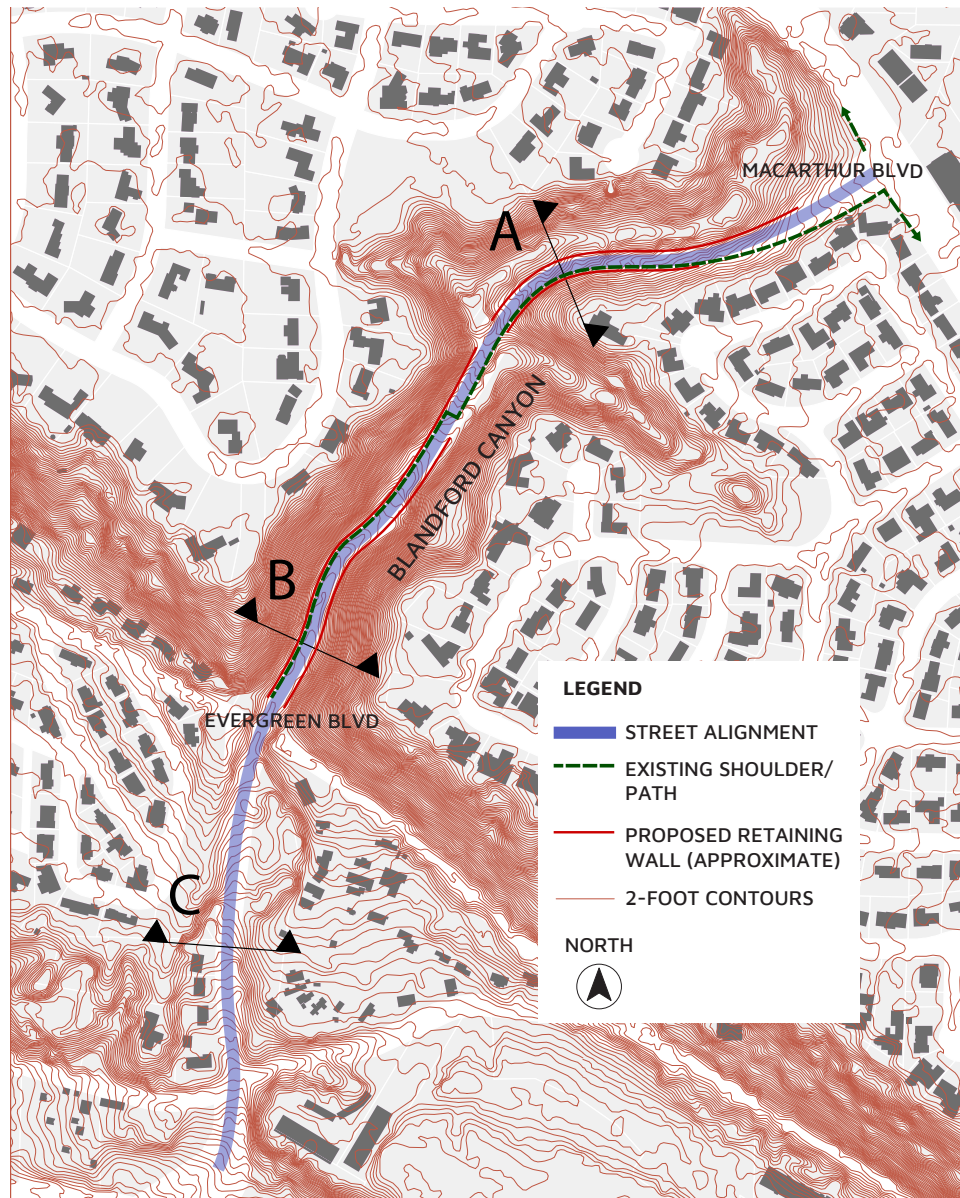 MACARTHUR BLVD
A
BLANDFORD CANYON
B
EVERGREEN BLVD
C
LEGEND
STREET ALIGNMENT
EXISTING SHOULDER/
PATH
PROPOSED RETAINING
WALL (APPROXIMATE)
2-FOOT CONTOURS
NORTH